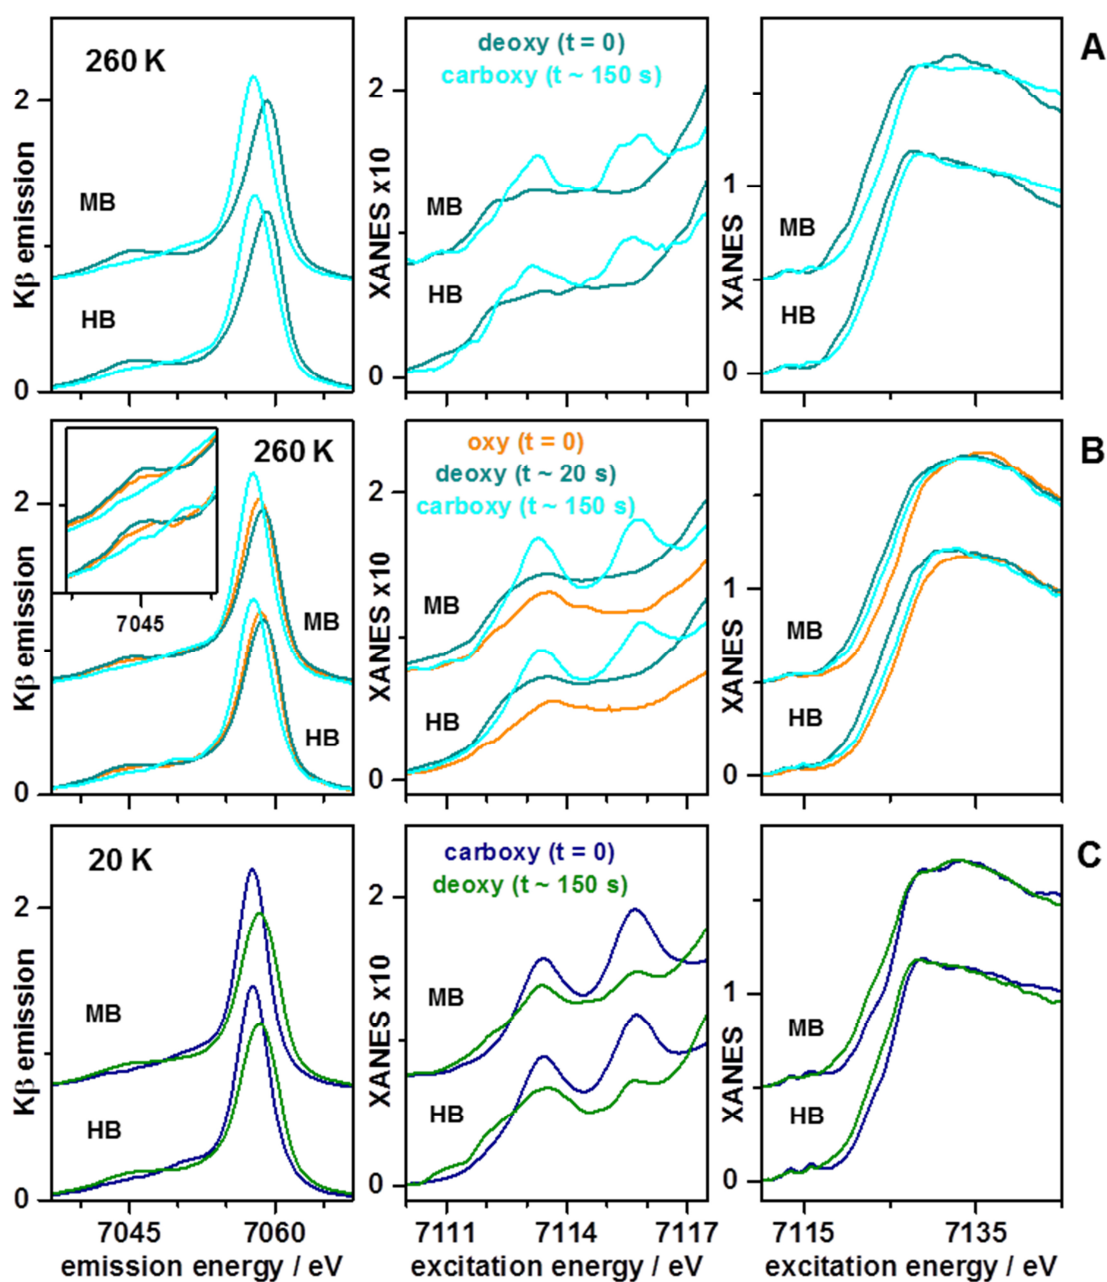 A
260 K
2
0
Kβ emission
MB
HB
deoxy (t = 0)
carboxy (t ~ 150 s)
2
0
XANES x10
MB
HB
1
0
XANES
MB
HB
B
260 K
2
0
Kβ emission
7045
MB
HB
oxy (t = 0)
deoxy (t ~ 20 s)
carboxy (t ~ 150 s)
2
0
XANES x10
MB
HB
1
0
XANES
MB
HB
C
20 K
2
0
Kβ emission
MB
HB
7045 7060
emission energy / eV
carboxy (t = 0)
deoxy (t ~ 150 s)
2
0
XANES x10
MB
HB
7111 7114 7117
excitation energy / eV
1
0
XANES
MB
HB
7115 7135
excitation energy / eV